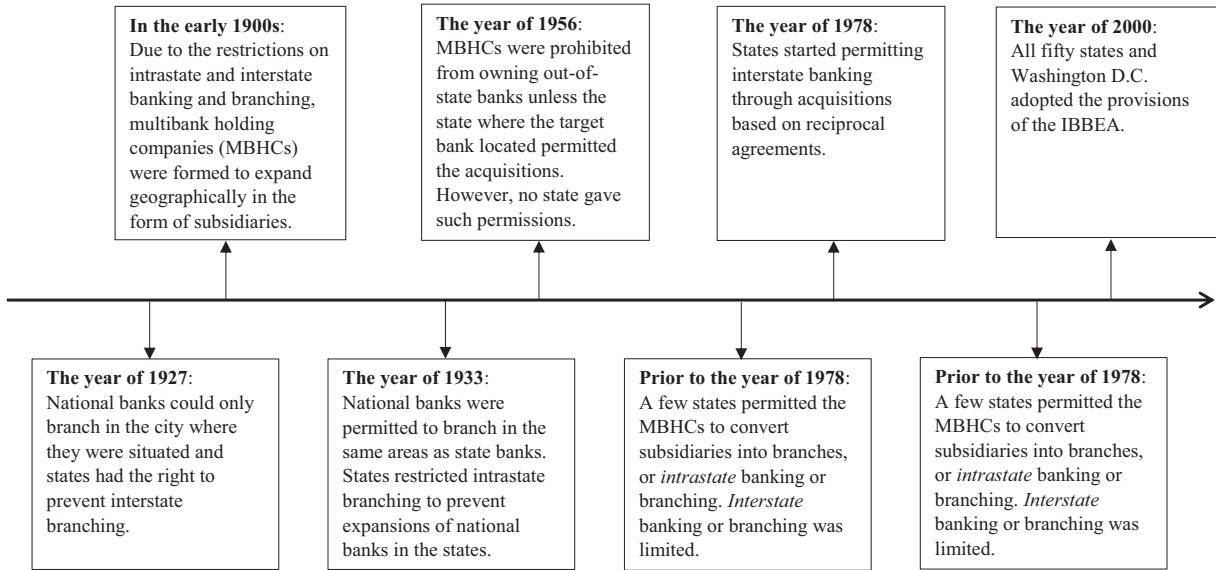 In the early 1900s:
Due to the restrictions on
intrastate and interstate
banking and branching,
multibank holding
companies (MBHCs)
were formed to expand
geographically in the
form of subsidiaries.
The year of 1956:
MBHCs were prohibited
from owning out-of-
state banks unless the
state where the target
bank located permitted
the acquisitions.
However, no state gave
such permissions.
The year of 1978:
States started permitting
interstate banking
through acquisitions
based on reciprocal
agreements.
The year of 2000:
All fifty states and
Washington D.C.
adopted the provisions
of the IBBEA.
The year of 1927:
National banks could only
branch in the city where
they were situated and
states had the right to
prevent interstate
branching.
The year of 1933:
National banks were
permitted to branch in the
same areas as state banks.
States restricted intrastate
branching to prevent
expansions of national
banks in the states.
Prior to the year of 1978:
A few states permitted the
MBHCs to convert
subsidiaries into branches,
or intrastate banking or
branching. Interstate
banking or branching was
limited.
Prior to the year of 1978:
A few states permitted the
MBHCs to convert
subsidiaries into branches,
or intrastate banking or
branching. Interstate
banking or branching was
limited.